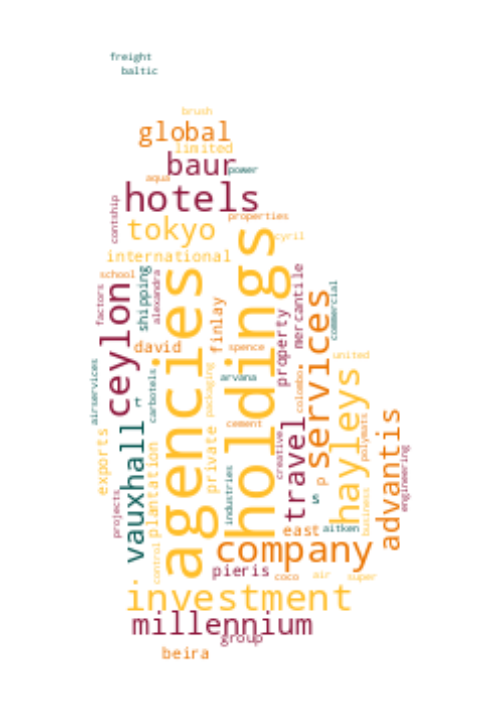 freight
baltic
brush
global
limited
baur
power
aqua
hotels
contship
properties
tokyo
cyril
international
school
agencies
holdings
shipping
alexandra
mercantile
factors
ceylon
commercial
services
finlay
property
david
spence
united
airservices
rt
carbotels
packaging
arvana
colombo
hayleys
advantis
polymats
cement
travel
creative
exports
vauxhall
plantation
private
industries
p
s
engineering
projects
business
east
aitken
company
control
pieris
coco
air
super
investment
millennium
group
beira